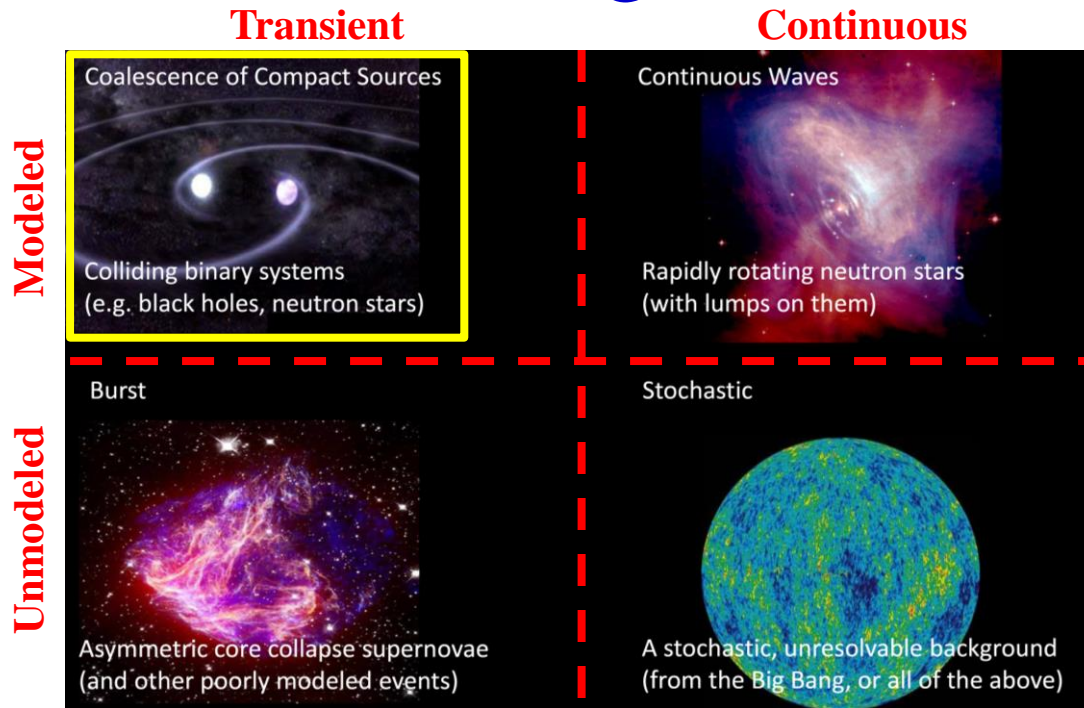 Transient
Continuous
Modeled
Coalescence of Compact Sources
Colliding binary systems
(e.g. black holes, neutron stars)
Continuous Waves
Rapidly rotating neutron stars
(with lumps on them)
Unmodeled
Burst
Asymmetric core collapse supernovae
(and other poorly modeled events)
Stochastic
A stochastic, unresolvable background
(from the Big Bang, or all of the above)